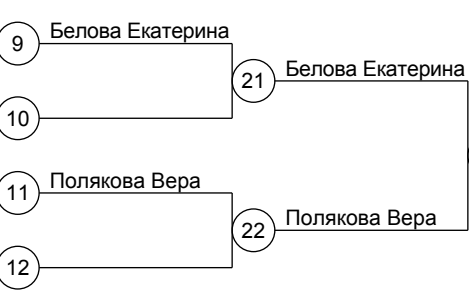 9 Белова Екатерина
21 Белова Екатерина
10
11 Полякова Вера
22 Полякова Вера
12